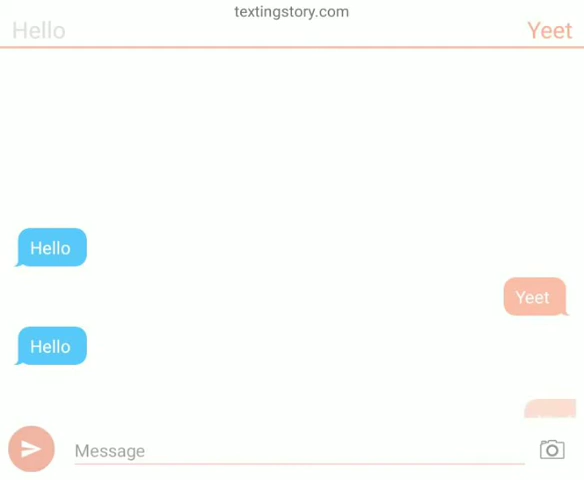 textingstory.com
Hello Yeet
Hello
Yeet
Hello
Message